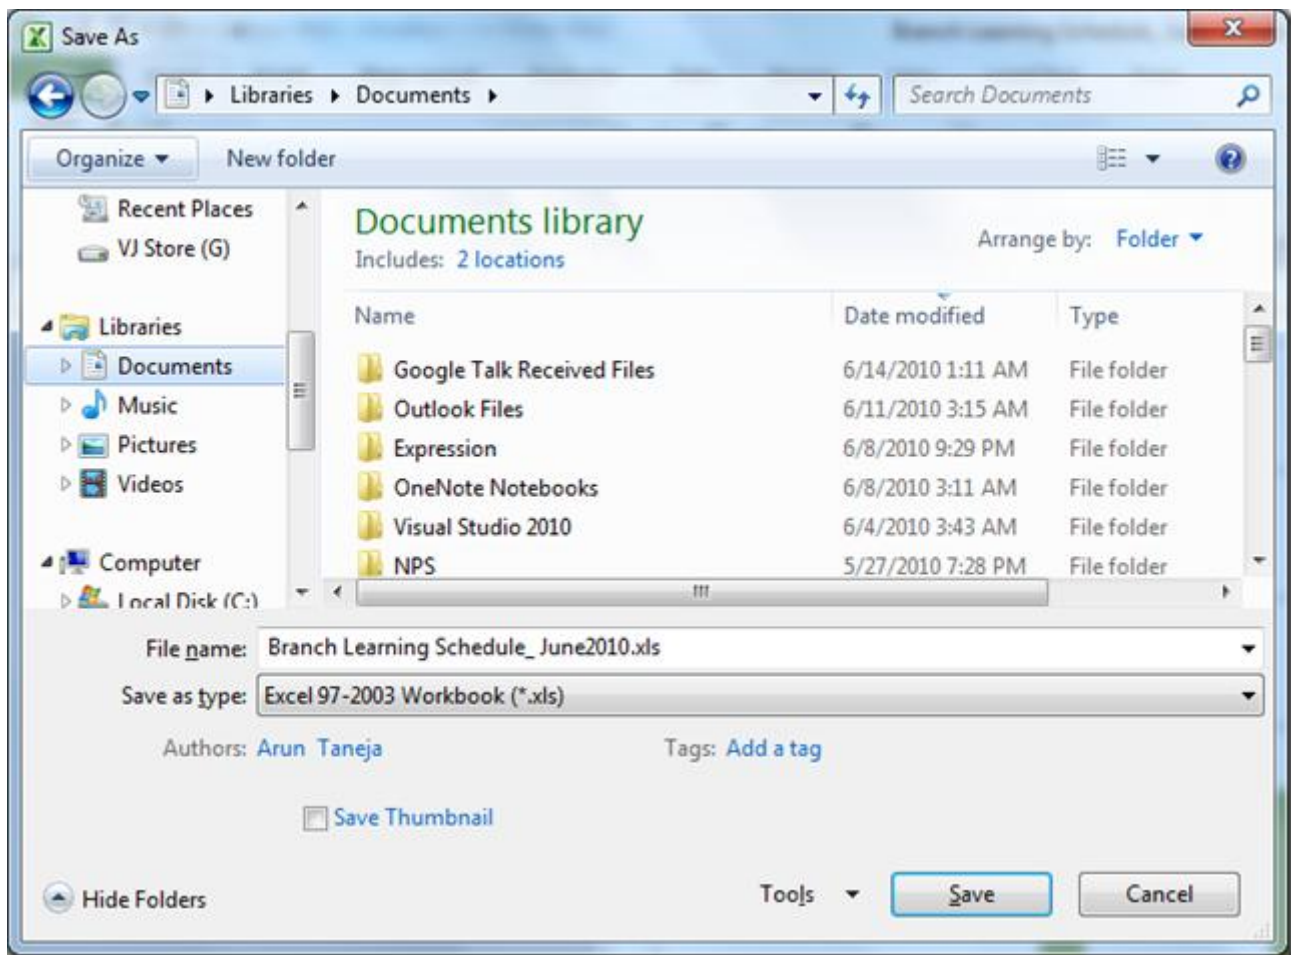 Save As
Libraries Documents
Search Documents
Organize New folder
Recent Places
VJ Store (G)
Libraries
Documents
Music
Pictures
Videos
Computer
Local Disk (C:)
Documents library
Includes: 2 locations
Arrange by: Folder
Name Date modified Type
Google Talk Received Files 6/14/2010 1:11 AM File folder
Outlook Files 6/11/2010 3:15 AM File folder
Expression 6/8/2010 9:29 PM File folder
OneNote Notebooks 6/8/2010 3:11 AM File folder
Visual Studio 2010 6/4/2010 3:43 AM File folder
NPS 5/27/2010 7:28 PM File folder
File name: Branch Learning Schedule_ June2010.xls
Save as type: Excel 97-2003 Workbook (*.xls)
Authors: Arun Taneja Tags: Add a tag
Save Thumbnail
Hide Folders Tools Save Cancel